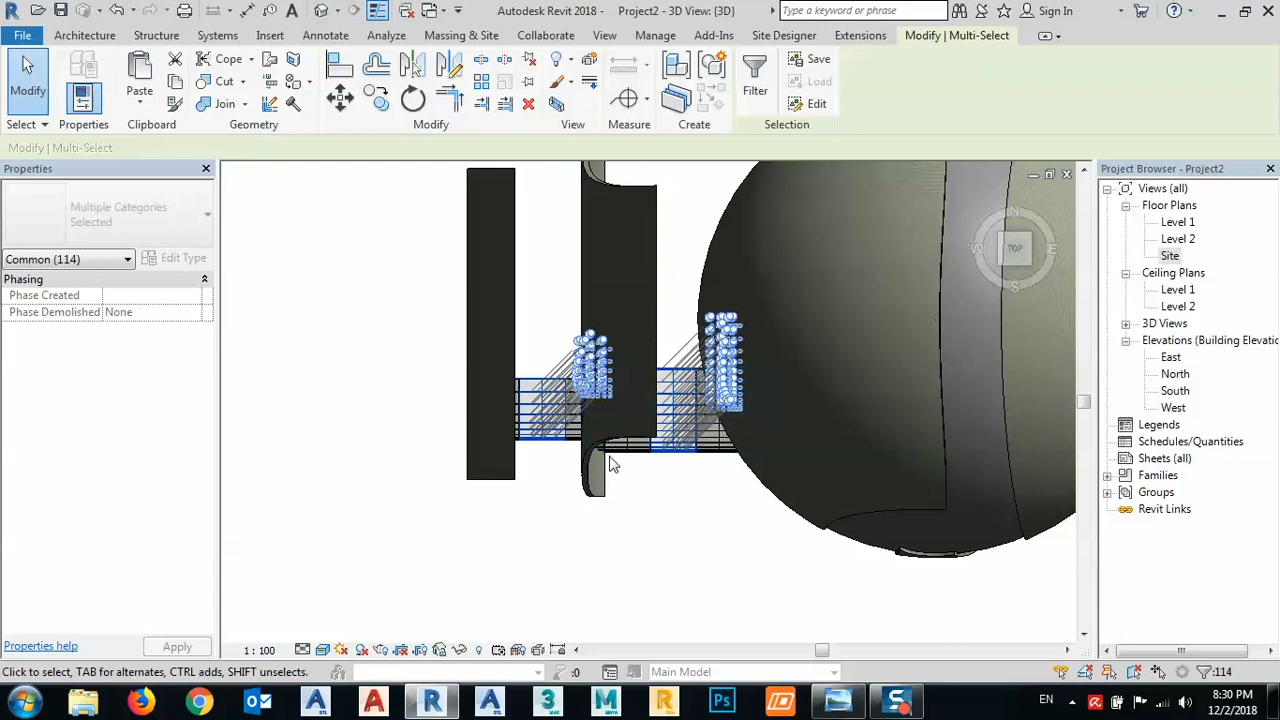 Autodesk Revit 2018 - Project2 - 3D View: {3D}
Type a keyword or phrase
Sign In
File Architecture Structure Systems Insert Annotate Analyze Massing & Site Collaborate View Manage Add-Ins Site Designer Extensions Modify | Multi-Select
Modify
Paste
Cope
Cut
Join
Filter
Save
Load
Edit
Select Properties Clipboard Geometry Modify View Measure Create Selection
Modify | Multi-Select
Properties
Multiple Categories
Selected
Common (114)
Edit Type
Phasing
Phase Created
Phase Demolished None
Properties help
Apply
N
W TOP E
S
Project Browser - Project2
Views (all)
Floor Plans
Level 1
Level 2
Site
Ceiling Plans
Level 1
Level 2
3D Views
Elevations (Building Elevatio
East
North
South
West
Legends
Schedules/Quantities
Sheets (all)
Families
Groups
Revit Links
1 : 100
Click to select, TAB for alternates, CTRL adds, SHIFT unselects.
:0
Main Model
:114
EN
8:30 PM
12/2/2018